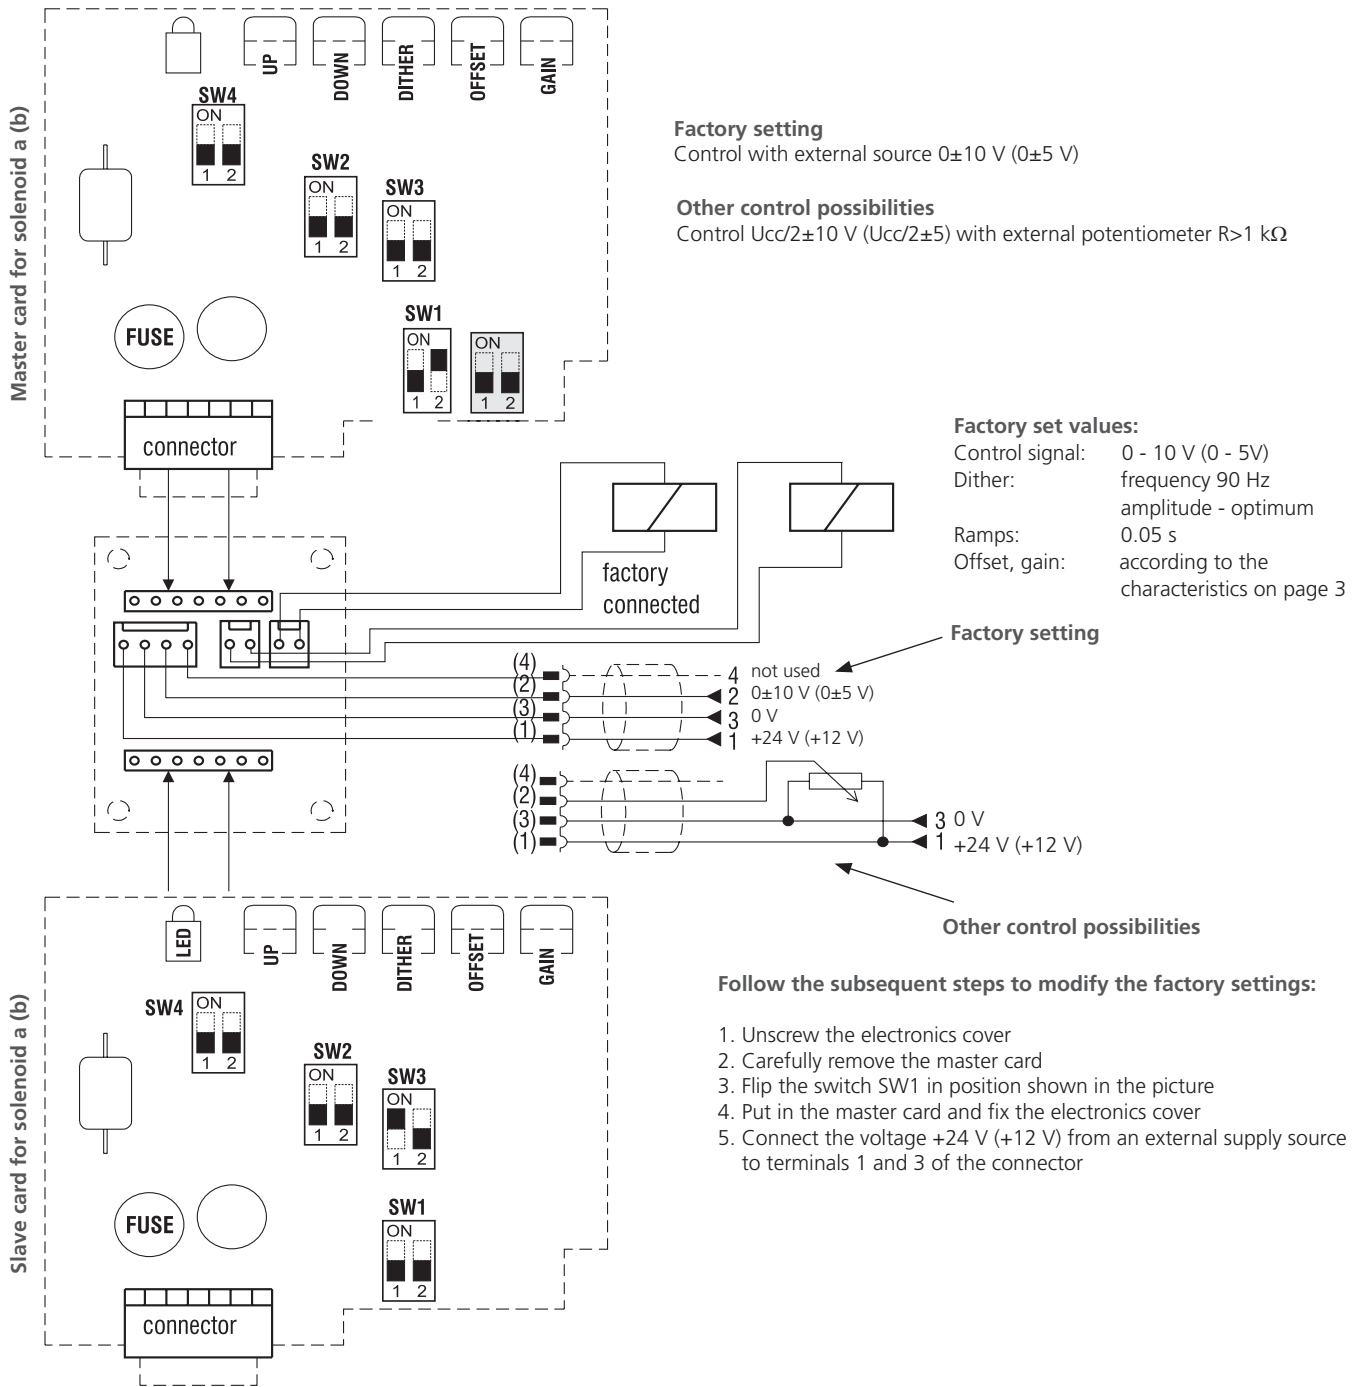 Master card for solenoid a (b)
UP
DOWN
DITHER
OFFSET
GAIN
SW4
ON
1 2
SW2
ON
1 2
SW3
ON
1 2
SW1
ON
1 2
ON
1 2
FUSE
connector
Factory setting
Control with external source 0±10 V (0±5 V)
Other control possibilities
Control Ucc/2±10 V (Ucc/2±5) with external potentiometer R>1 kΩ
Factory set values:
Control signal: 0 - 10 V (0 - 5V)
Dither: frequency 90 Hz
amplitude - optimum
Ramps: 0.05 s
Offset, gain: according to the
characteristics on page 3
factory
connected
Factory setting
(4) 4 not used
(2) 2 0±10 V (0±5 V)
(3) 3 0 V
(1) 1 +24 V (+12 V)
(4)
(2)
(3) 3 0 V
(1) 1 +24 V (+12 V)
Other control possibilities
Slave card for solenoid a (b)
LED
UP
DOWN
DITHER
OFFSET
GAIN
SW4
ON
1 2
SW2
ON
1 2
SW3
ON
1 2
SW1
ON
1 2
FUSE
connector
Follow the subsequent steps to modify the factory settings:
1. Unscrew the electronics cover
2. Carefully remove the master card
3. Flip the switch SW1 in position shown in the picture
4. Put in the master card and fix the electronics cover
5. Connect the voltage +24 V (+12 V) from an external supply source
to terminals 1 and 3 of the connector